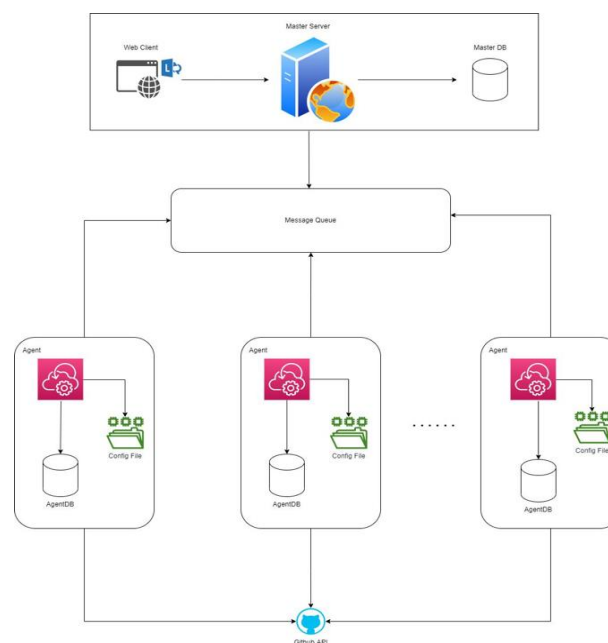 Master Server
Web Client
Master DB
L
Message Queue
Agent
Agent
Agent
Config File
Config File
Config File
AgentDB
AgentDB
AgentDB
. . . . . .
Github API